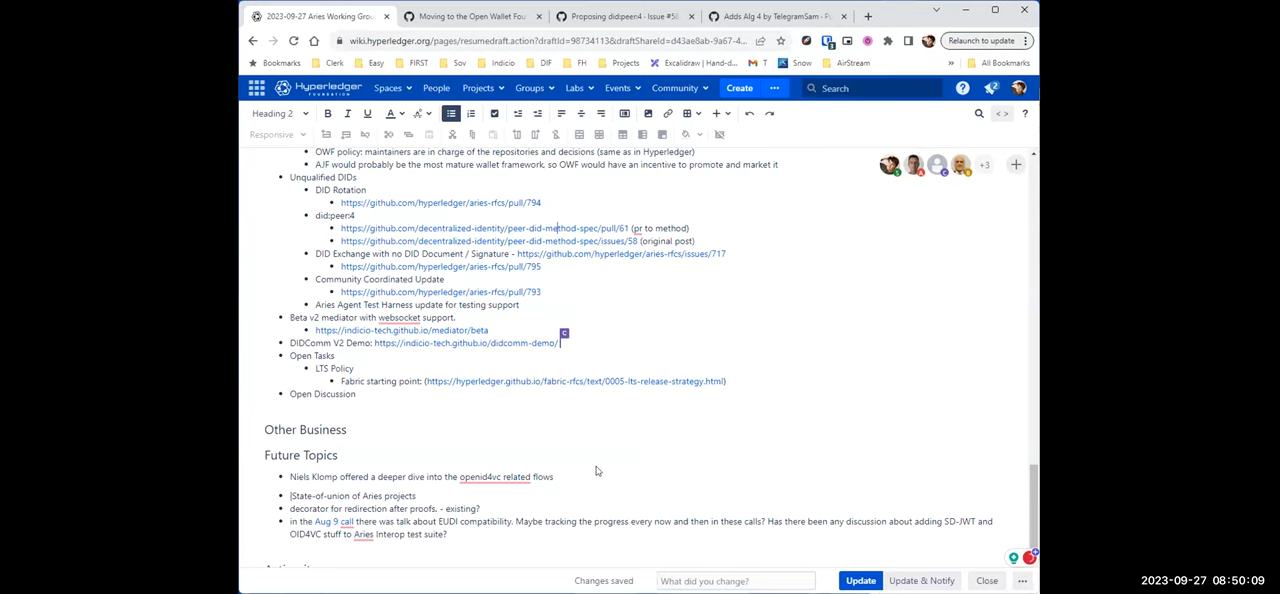 2023-09-27 Aries Working Grou
Moving to the Open Wallet Fou
Proposing did:peer:4 - Issue #58
Adds Alg 4 by TelegramSam - Pu
wiki.hyperledger.org/pages/resumedraft.action?draftId=98734113&draftShareId=d43ae8ab-9a67-4...
Relaunch to update
Bookmarks
Clerk
Easy
FIRST
Sov
Indicio
DIF
FH
Projects
Excalidraw | Hand-d...
T
Snow
AirStream
»
All Bookmarks
HYPERLEDGER
FOUNDATION
Spaces
People
Projects
Groups
Labs
Events
Community
Create
Search
Heading 2
B I U A
Responsive
OWF policy: maintainers are in charge of the repositories and decisions (same as in Hyperledger)
AJF would probably be the most mature wallet framework, so OWF would have an incentive to promote and market it
+3
Unqualified DIDs
DID Rotation
https://github.com/hyperledger/aries-rfcs/pull/794
did:peer:4
https://github.com/decentralized-identity/peer-did-method-spec/pull/61 (pr to method)
https://github.com/decentralized-identity/peer-did-method-spec/issues/58 (original post)
DID Exchange with no DID Document / Signature - https://github.com/hyperledger/aries-rfcs/issues/717
https://github.com/hyperledger/aries-rfcs/pull/795
Community Coordinated Update
https://github.com/hyperledger/aries-rfcs/pull/793
Aries Agent Test Harness update for testing support
Beta v2 mediator with websocket support.
https://indicio-tech.github.io/mediator/beta
C
DIDComm V2 Demo: https://indicio-tech.github.io/didcomm-demo/
Open Tasks
LTS Policy
Fabric starting point: (https://hyperledger.github.io/fabric-rfcs/text/0005-lts-release-strategy.html)
Open Discussion
Other Business
Future Topics
Niels Klomp offered a deeper dive into the openid4vc related flows
State-of-union of Aries projects
decorator for redirection after proofs. - existing?
in the Aug 9 call there was talk about EUDI compatibility. Maybe tracking the progress every now and then in these calls? Has there been any discussion about adding SD-JWT and
OID4VC stuff to Aries Interop test suite?
Changes saved
What did you change?
Update
Update & Notify
Close
2023-09-27 08:50:09